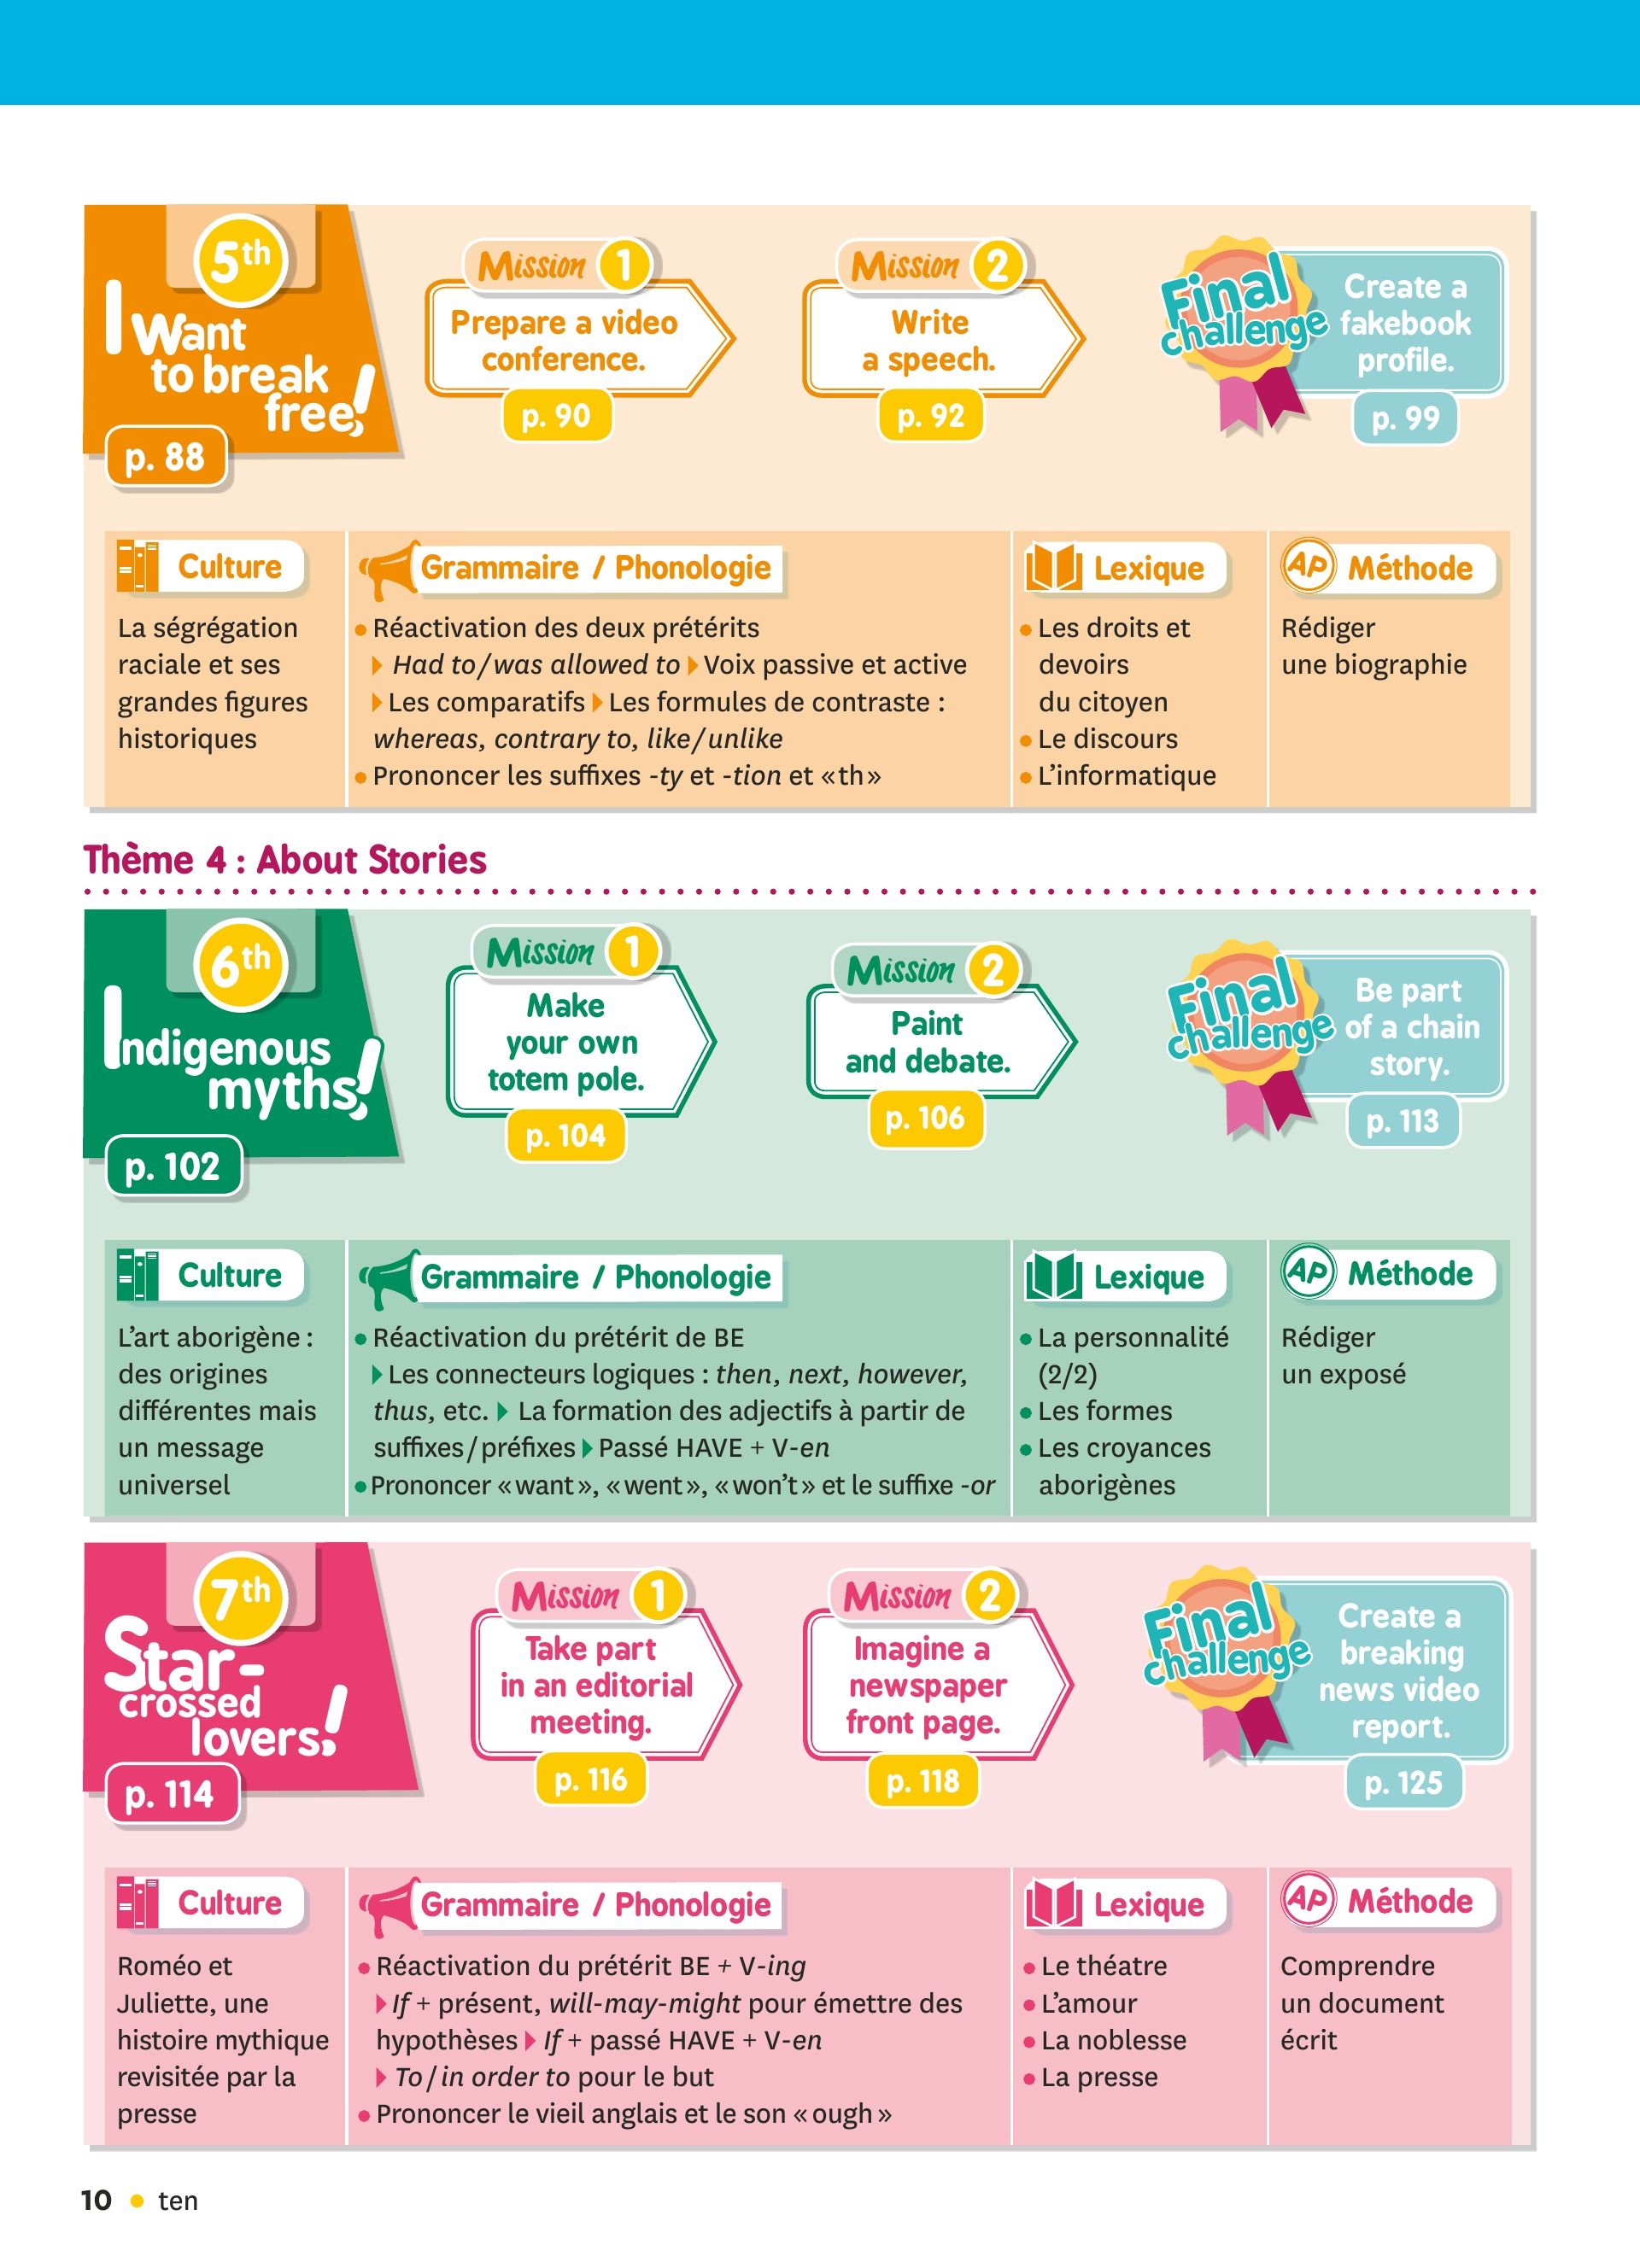 5th
I want
to break
free!
p. 88
Mission 1
Prepare a video
conference.
p. 90
Mission 2
Write
a speech.
p. 92
Final
challenge
Create a
fakebook
profile.
p. 99
Culture
La ségrégation
raciale et ses
grandes figures
historiques
Grammaire / Phonologie
• Réactivation des deux prétérits
Had to/was allowed to Voix passive et active
Les comparatifs Les formules de contraste :
whereas, contrary to, like/unlike
• Prononcer les suffixes -ty et -tion et «th»
Lexique
• Les droits et
devoirs
du citoyen
• Le discours
• L'informatique
AP Méthode
Rédiger
une biographie
Thème 4 : About Stories
6th
Indigenous
myths!
p. 102
Mission 1
Make
your own
totem pole.
p. 104
Mission 2
Paint
and debate.
p. 106
Final
challenge
Be part
of a chain
story.
p. 113
Culture
L'art aborigène :
des origines
différentes mais
un message
universel
Grammaire / Phonologie
• Réactivation du prétérit de BE
Les connecteurs logiques : then, next, however,
thus, etc. La formation des adjectifs à partir de
suffixes/préfixes Passé HAVE + V-en
• Prononcer «want», «went», «won't» et le suffixe -or
Lexique
• La personnalité
(2/2)
• Les formes
• Les croyances
aborigènes
AP Méthode
Rédiger
un exposé
7th
Star-
crossed
lovers!
p. 114
Mission 1
Take part
in an editorial
meeting.
p. 116
Mission 2
Imagine a
newspaper
front page.
p. 118
Final
challenge
Create a
breaking
news video
report.
p. 125
Culture
Roméo et
Juliette, une
histoire mythique
revisitée par la
presse
Grammaire / Phonologie
• Réactivation du prétérit BE + V-ing
If + présent, will-may-might pour émettre des
hypothèses If + passé HAVE + V-en
To/in order to pour le but
• Prononcer le vieil anglais et le son «ough»
Lexique
• Le théatre
• L'amour
• La noblesse
• La presse
AP Méthode
Comprendre
un document
écrit
10 • ten